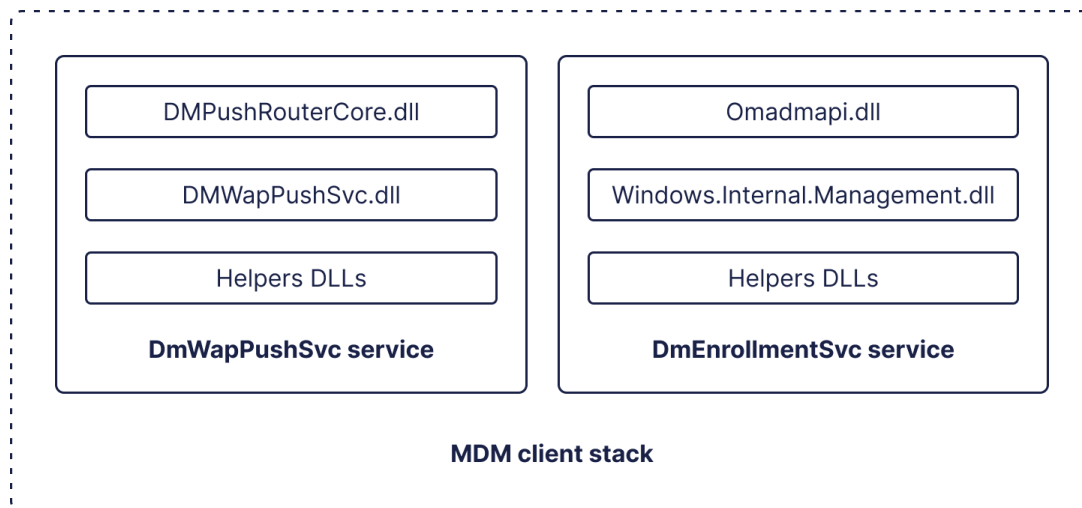 DMPushRouterCore.dll
DMWapPushSvc.dll
Helpers DLLs
DmWapPushSvc service
Omadmapi.dll
Windows.Internal.Management.dll
Helpers DLLs
DmEnrollmentSvc service
MDM client stack